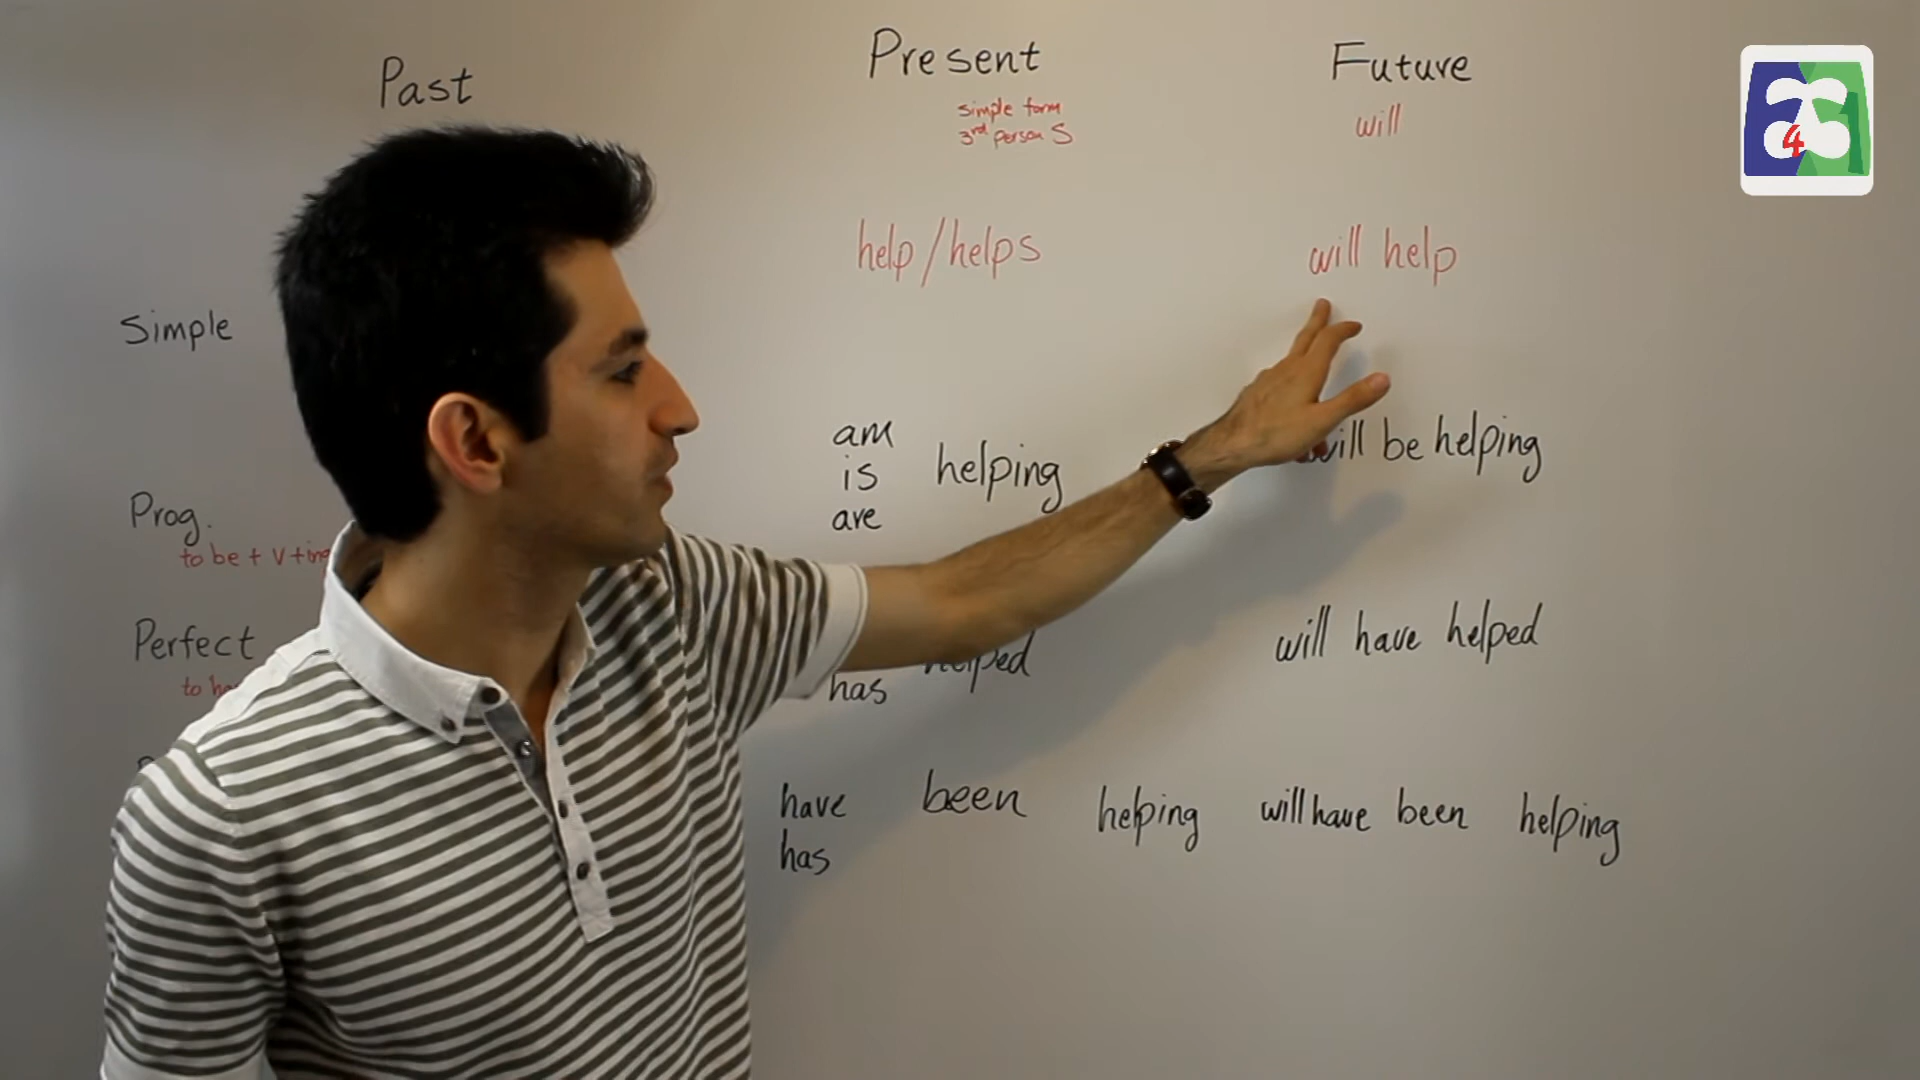 Past Present Future
simple form
3rd person S
will
help/helps will help
Simple
am
is helping
are
will be helping
Prog.
to be + V + ing
Perfect
to
has helped
will have helped
have been helping
has
will have been helping
4